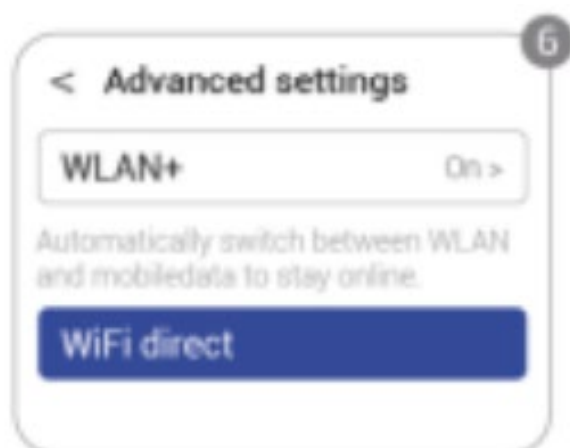 6
< Advanced settings
WLAN+ On >
Automatically switch between WLAN
and mobiledata to stay online.
WiFi direct